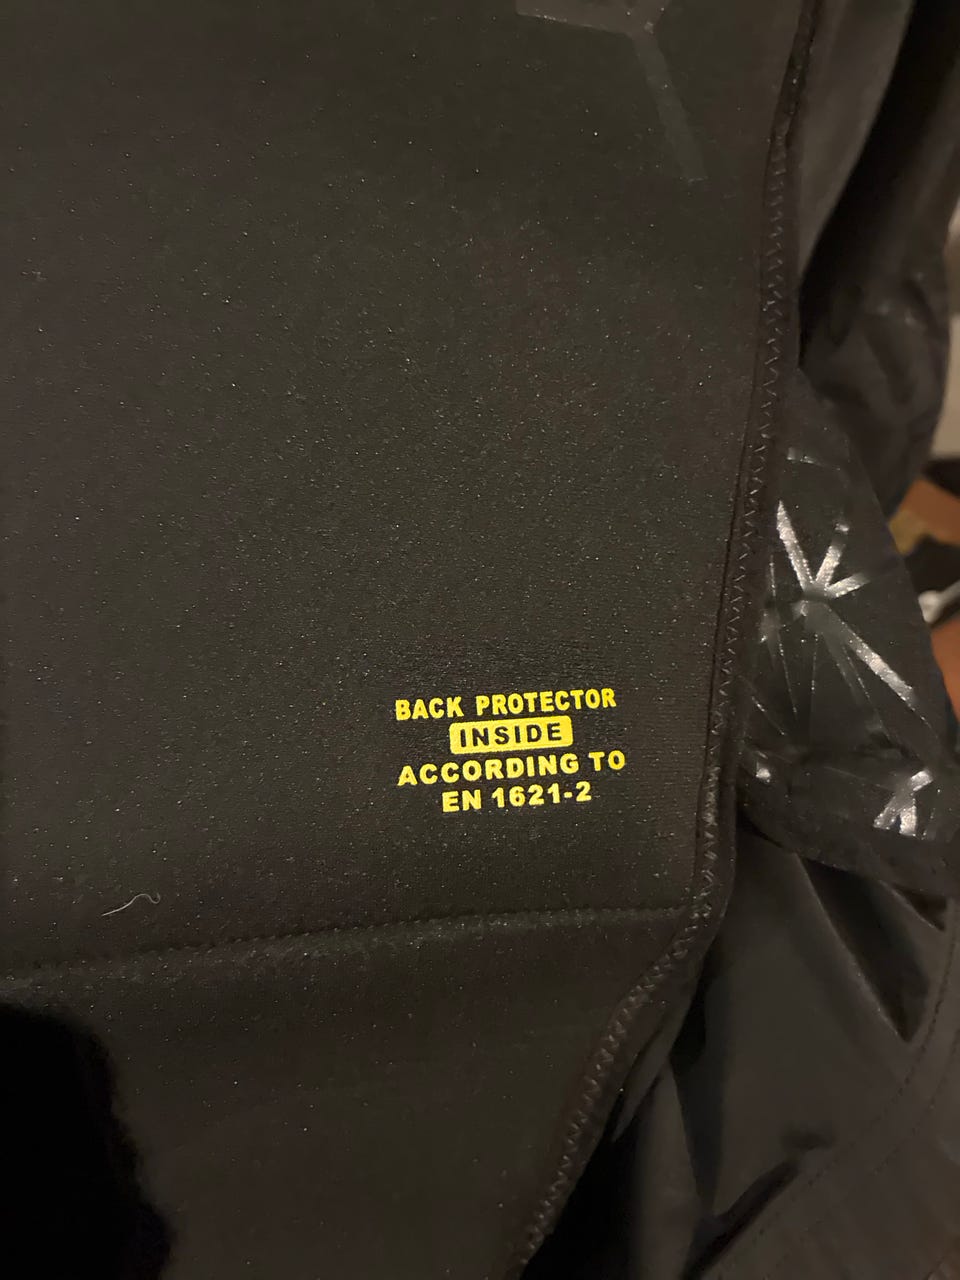 BACK PROTECTOR
INSIDE
ACCORDING TO
EN 1621-2